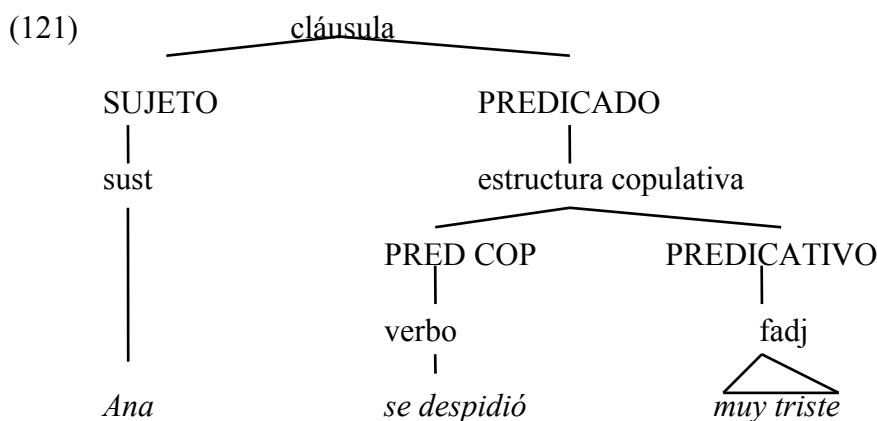 (121) cláusula
SUJETO PREDICADO
sust estructura copulativa
PRED COP PREDICATIVO
verbo fadj
Ana se despidió muy triste